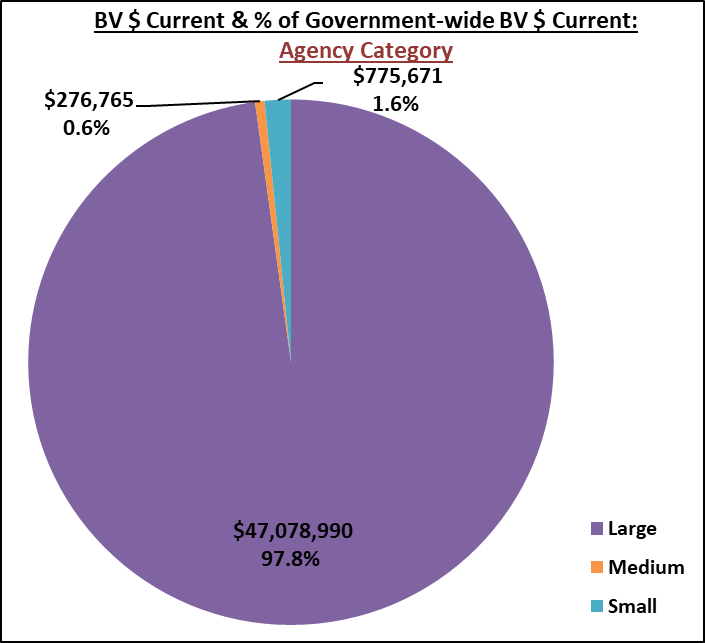 BV $ Current & % of Government-wide BV $ Current:
Agency Category
$276,765
0.6%
$775,671
1.6%
$47,078,990
97.8%
Large
Medium
Small